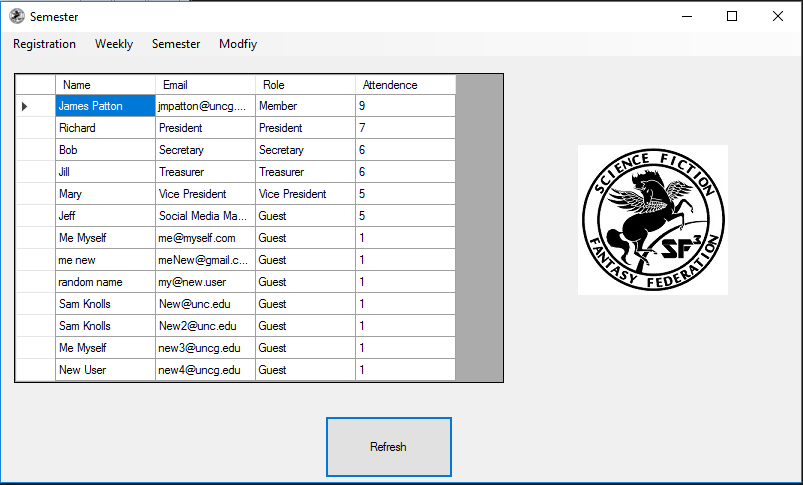 Semester
Registration Weekly Semester Modfiy
Name Email Role Attendence
James Patton jmpatton@uncg.... Member 9
Richard President President 7
Bob Secretary Secretary 6
Jill Treasurer Treasurer 6
Mary Vice President Vice President 5
Jeff Social Media Ma... Guest 5
Me Myself me@myself.com Guest 1
me new meNew@gmail.c... Guest 1
random name my@new.user Guest 1
Sam Knolls New@unc.edu Guest 1
Sam Knolls New2@unc.edu Guest 1
Me Myself new3@uncg.edu Guest 1
New User new4@uncg.edu Guest 1
SCIENCE FICTION
SF3
FANTASY FEDERATION
Refresh